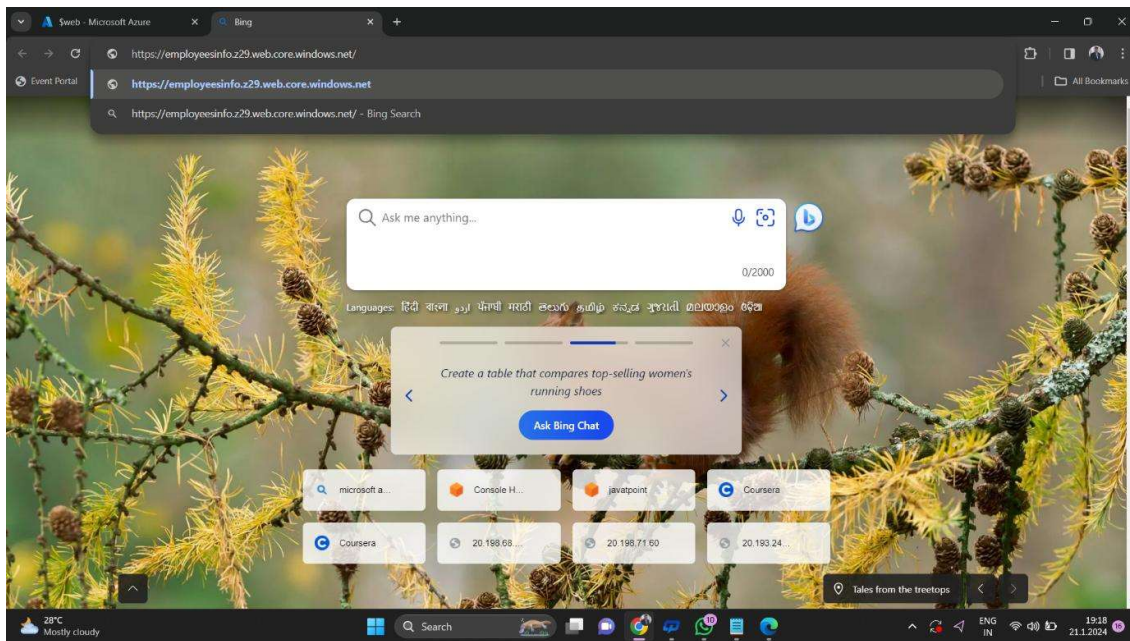 $web - Microsoft Azure
Bing
https://employeesinfo.z29.web.core.windows.net/
Event Portal
https://employeesinfo.z29.web.core.windows.net
All Bookmarks
https://employeesinfo.z29.web.core.windows.net/ - Bing Search
Ask me anything...
0/2000
Languages: हिंदी বাংলা اردو ਪੰਜਾਬੀ मराठी తెలుగు தமிழ் ಕನ್ನಡ ગુજરાતી മലയാളം ଓଡ଼ିଆ
Create a table that compares top-selling women's
running shoes
Ask Bing Chat
microsoft a...
Console H...
javatpoint
Coursera
Coursera
20.198.68....
20.198.71.60
20.193.24...
Tales from the treetops
28°C
Mostly cloudy
Search
10
ENG
IN
19:18
21.1.2024
16